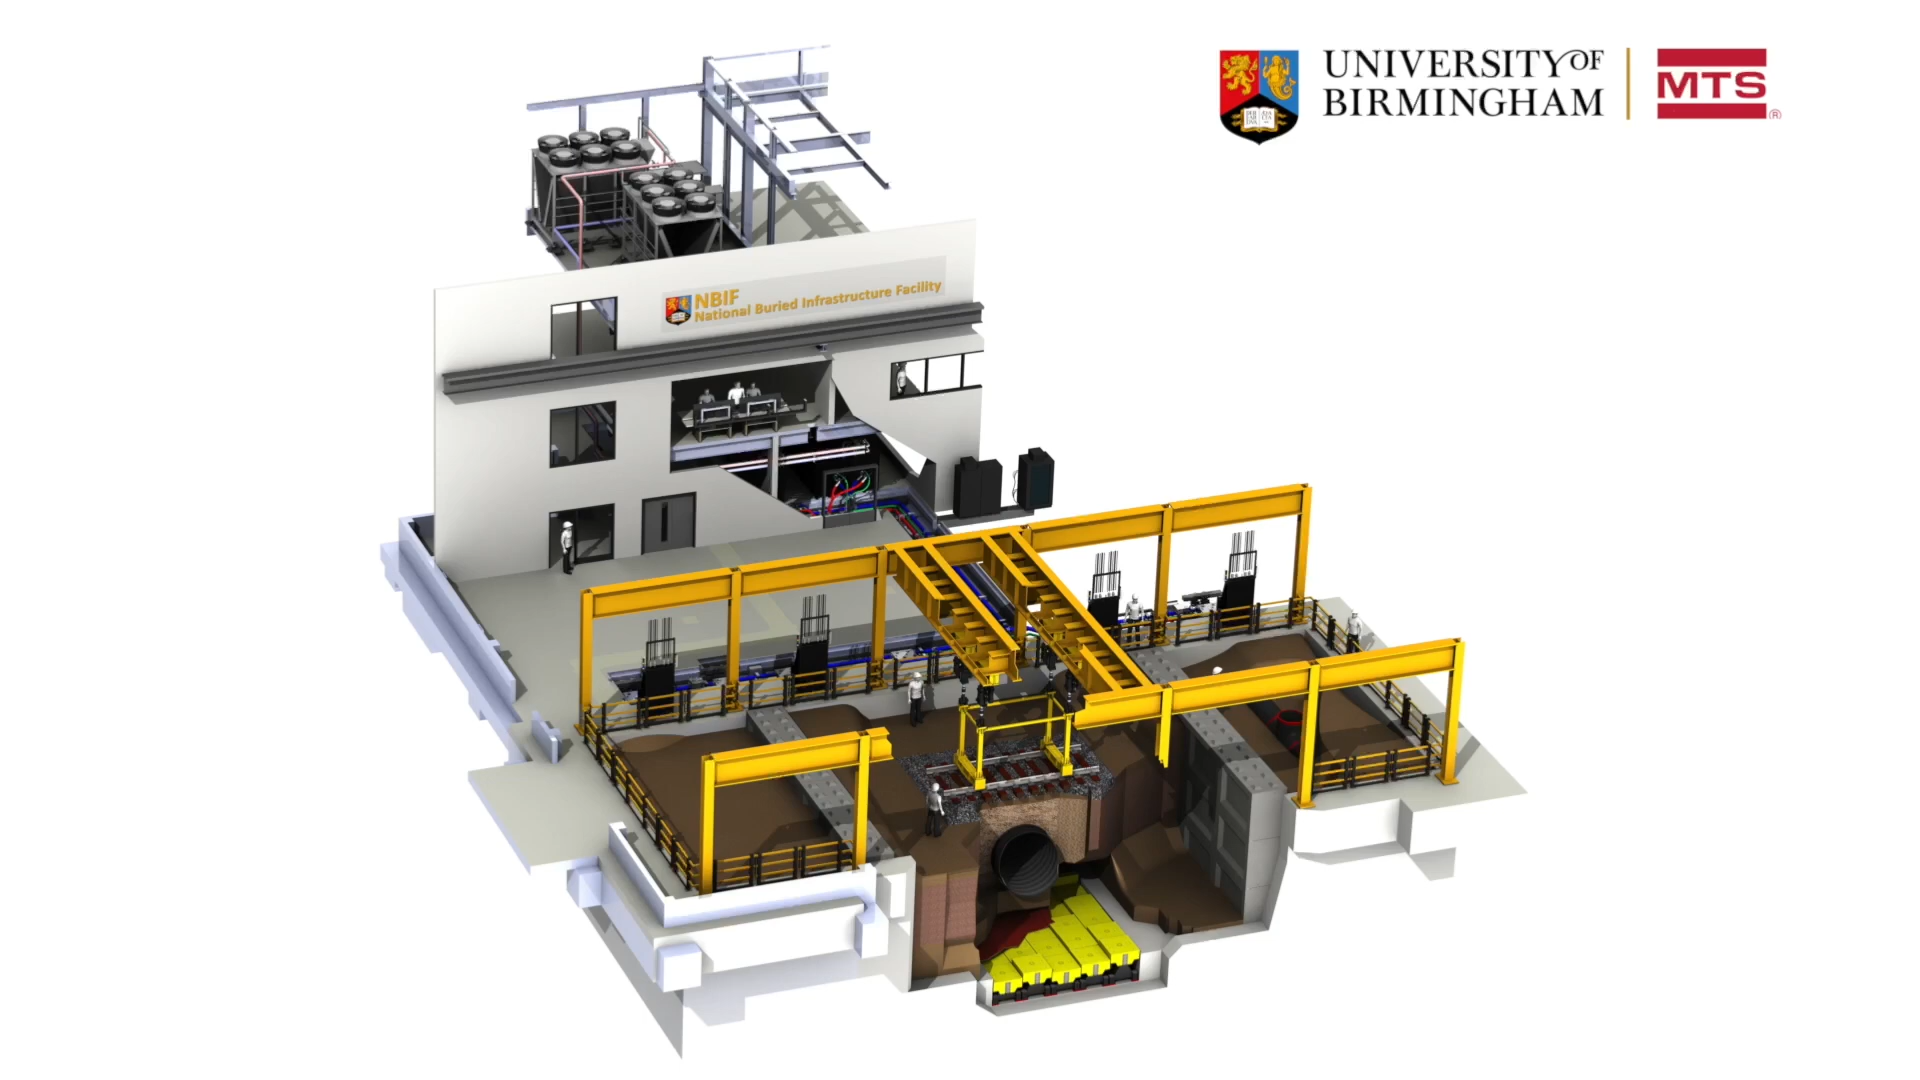 UNIVERSITY OF
BIRMINGHAM
MTS
®
NBIF
National Buried Infrastructure Facility